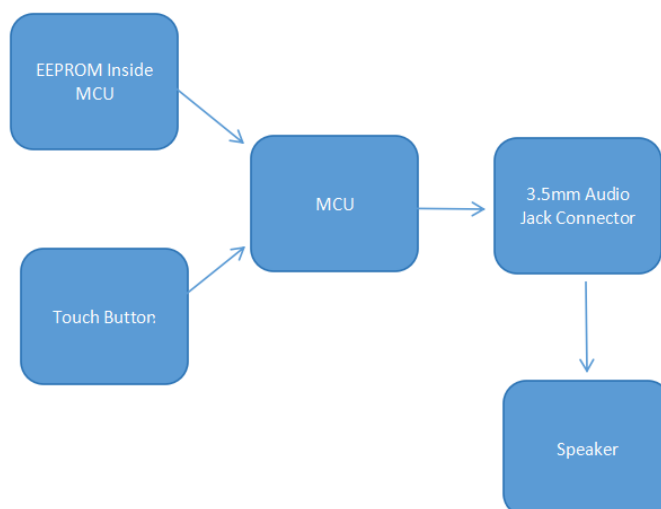 EEPROM Inside
MCU
MCU
3.5mm Audio
Jack Connector
Touch Button
Speaker